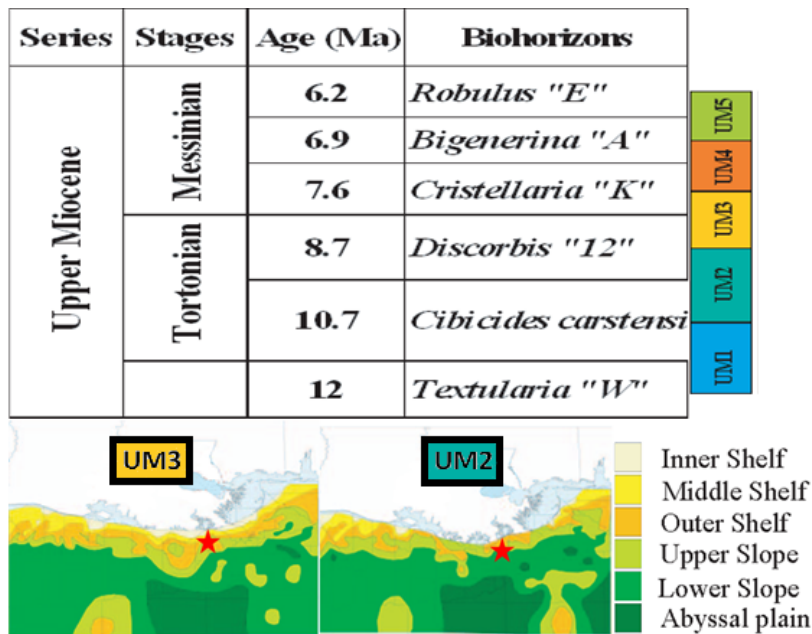 Series Stages Age (Ma) Biohorizons
Upper Miocene
Messinian
Tortonian
6.2 Robulus "E"
6.9 Bigenerina "A"
7.6 Cristellaria "K"
8.7 Discorbis "12"
10.7 Cibicides carstensi
12 Textularia "W"
UM5
UM4
UM3
UM2
UM1
UM3
UM2
Inner Shelf
Middle Shelf
Outer Shelf
Upper Slope
Lower Slope
Abyssal plain